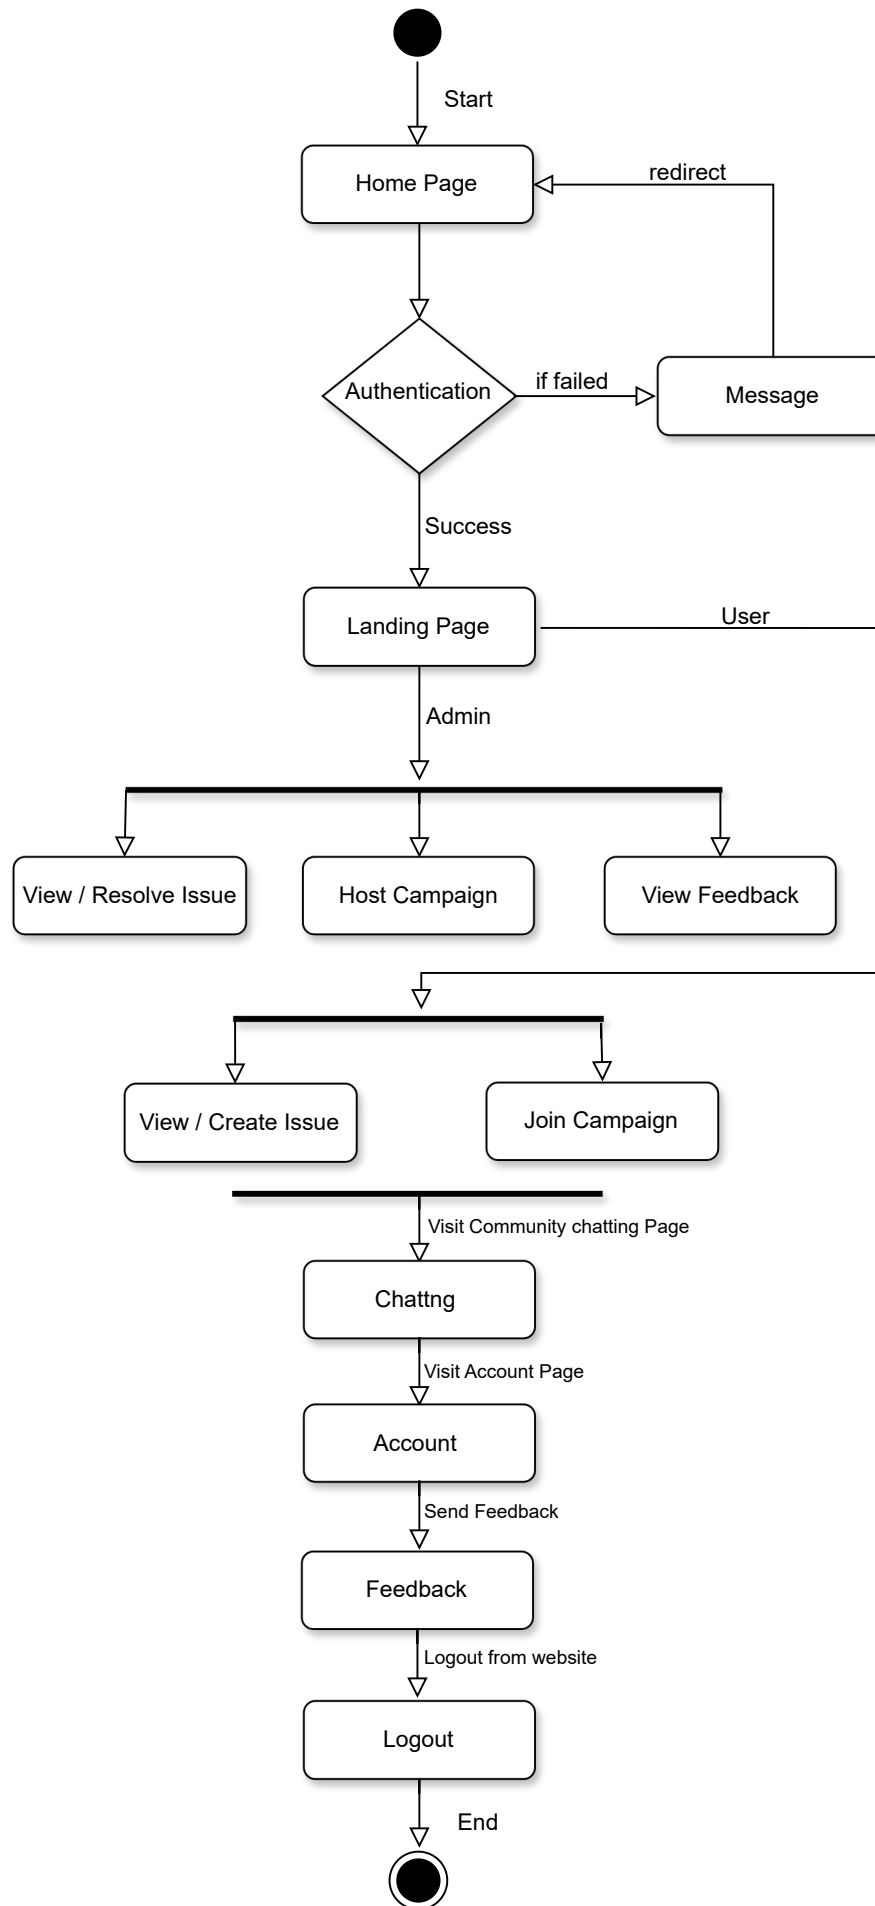 Start
Home Page
redirect
Authentication
if failed
Message
Success
Landing Page
User
Admin
View / Resolve Issue
Host Campaign
View Feedback
View / Create Issue
Join Campaign
Visit Community chatting Page
Chattng
Visit Account Page
Account
Send Feedback
Feedback
Logout from website
Logout
End